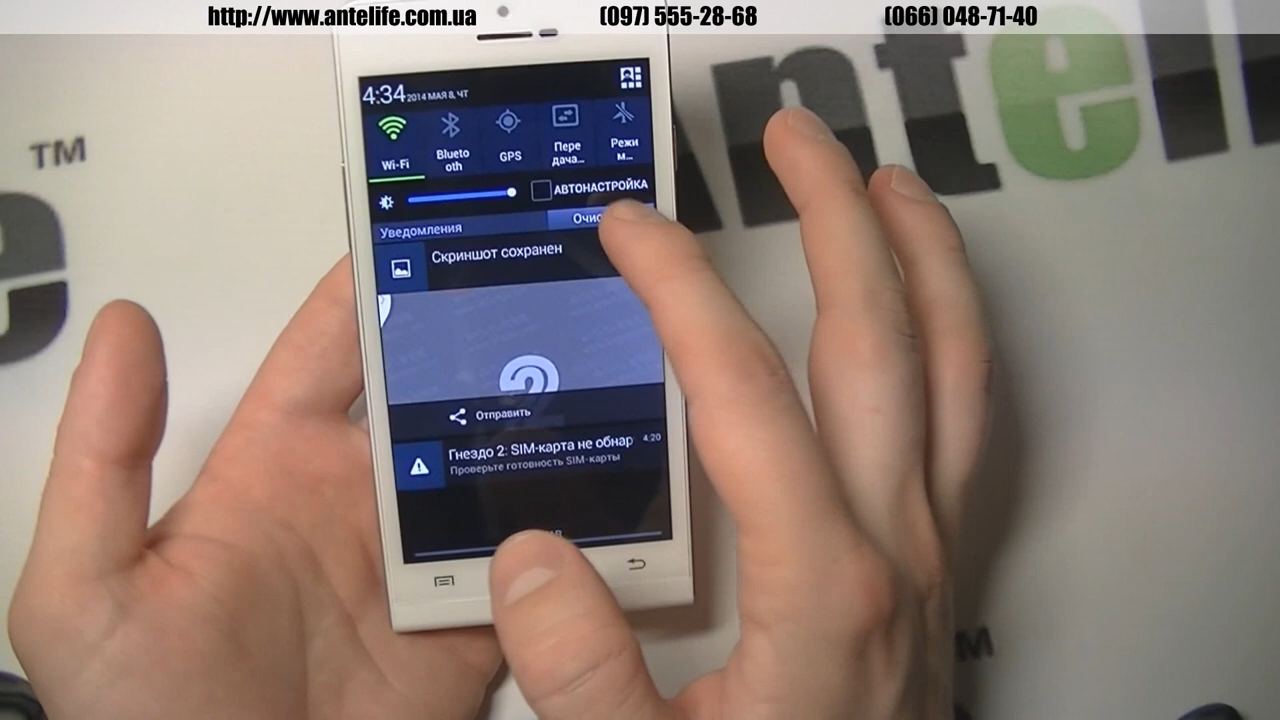 http://www.antelife.com.ua (097) 555-28-68 (066) 048-71-40
Antel
TM
4:34 2014 МАЯ 8, ЧТ
Wi-Fi
Blueto
oth
GPS
Пере
дача...
Режи
м...
АВТОНАСТРОЙКА
Уведомления
Скриншот сохранен
Отправить
Гнездо 2: SIM-карта не обнар 4:20
Проверьте готовность SIM-карты